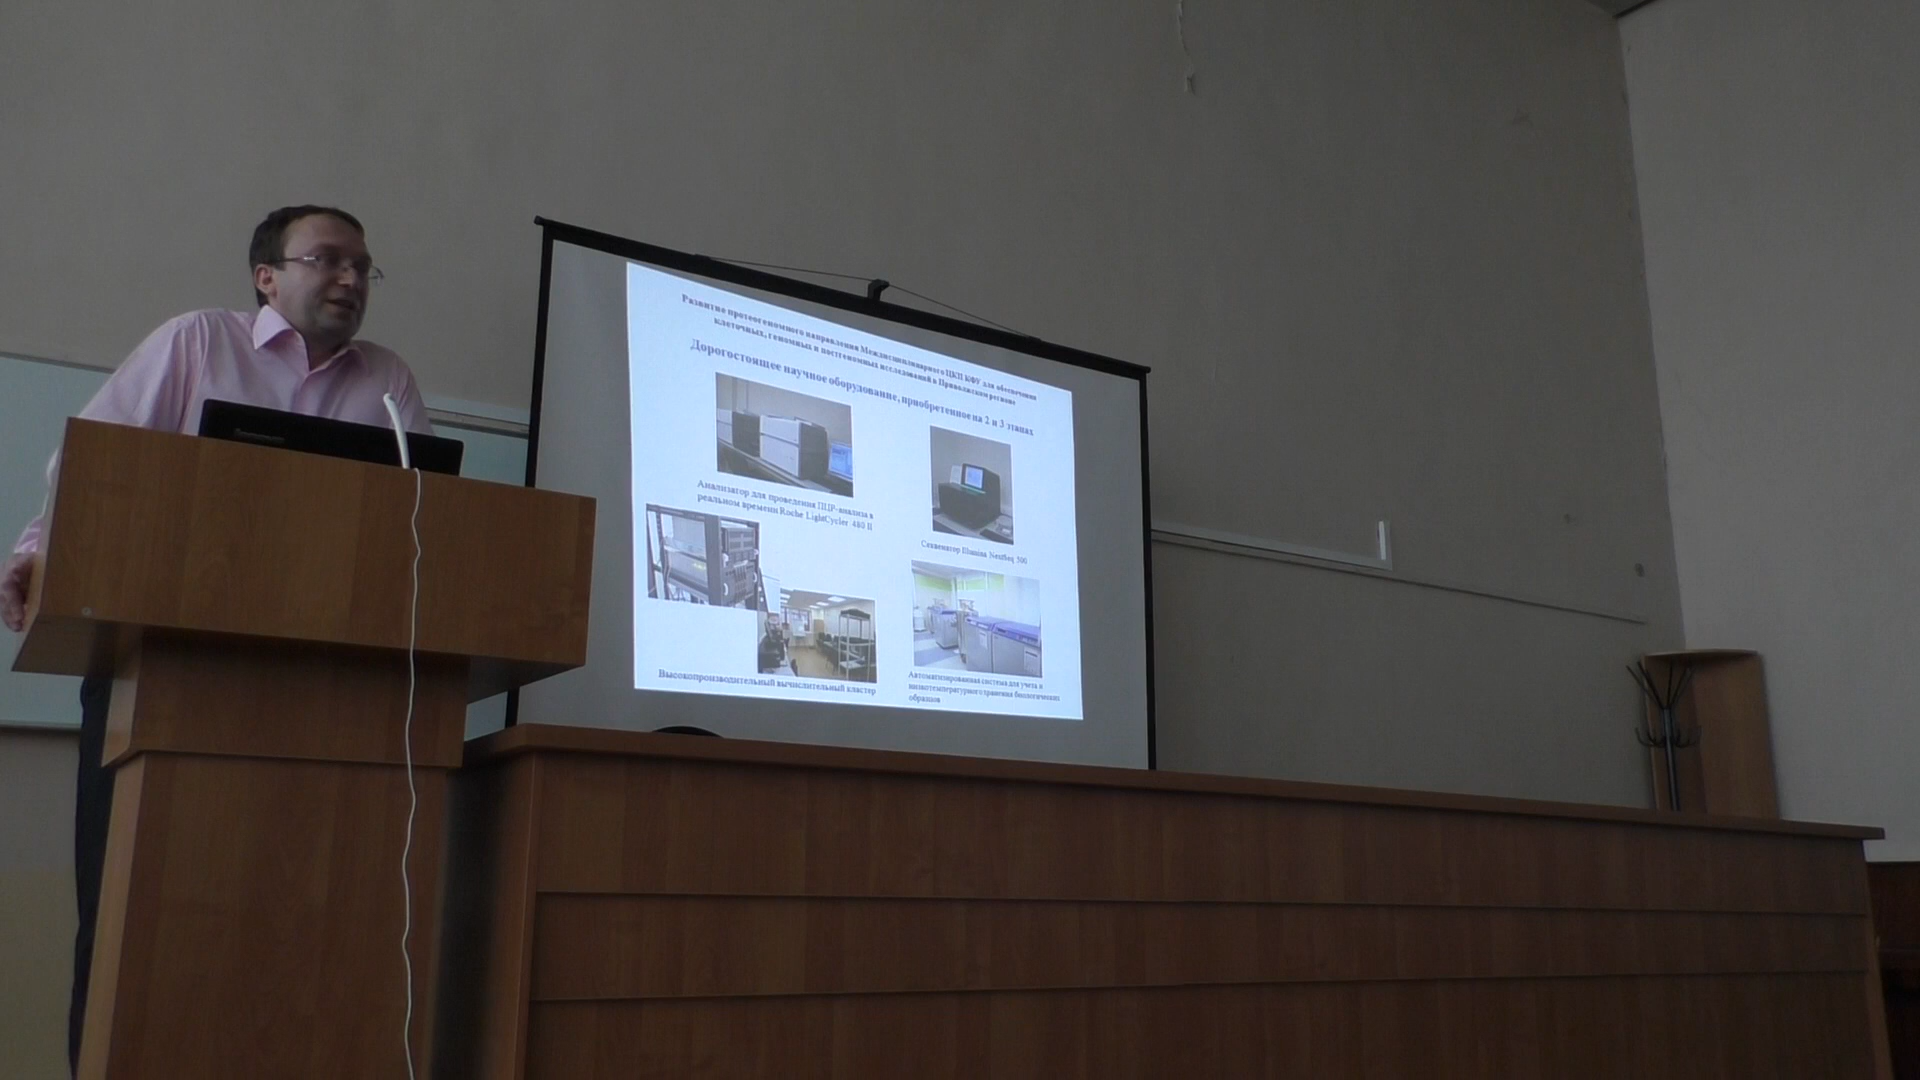 Развитие протеогеномного направления Междисциплинарного ЦКП КФУ для обеспечения
клеточных, геномных и постгеномных исследований в Приволжском регионе
Дорогостоящее научное оборудование, приобретенное на 2 и 3 этапах
Анализатор для проведения ПЦР-анализа в
реальном времени Roche LightCycler 480 II
Секвенатор Illumina NextSeq 500
Высокопроизводительный вычислительный кластер
Автоматизированная система для учета и
низкотемпературного хранения биологических
образцов